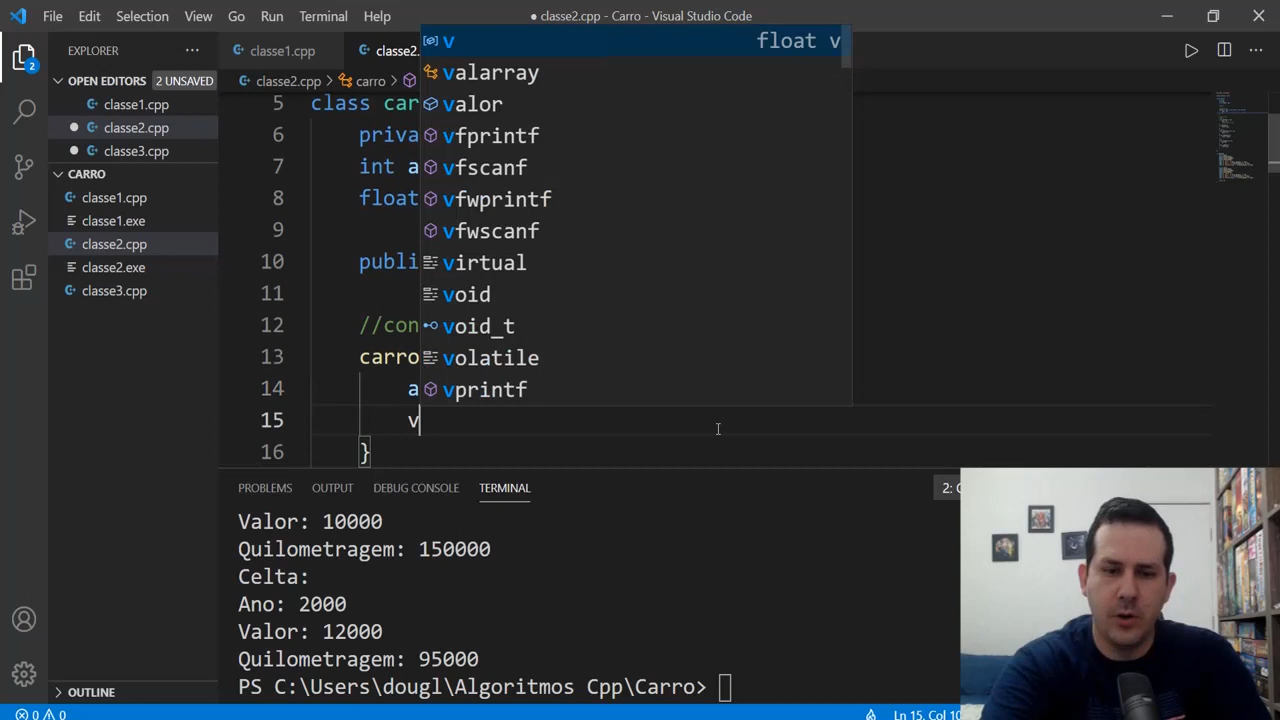 File Edit Selection View Go Run Terminal Help
classe2.cpp - Carro - Visual Studio Code
EXPLORER
2
OPEN EDITORS 2 UNSAVED
classe1.cpp
classe2.cpp
classe3.cpp
CARRO
classe1.cpp
classe1.exe
classe2.cpp
classe2.exe
classe3.cpp
OUTLINE
0 0
classe1.cpp classe2.
classe2.cpp > carro >
5 class car
6 priva
7 int a
8 float
9
10 publi
11
12 //con
13 carro
14 a
15 v
16 }
v float v
valarray
valor
vfprintf
vfscanf
vfwprintf
vfwscanf
virtual
void
void_t
volatile
vprintf
PROBLEMS OUTPUT DEBUG CONSOLE TERMINAL 2:
Valor: 10000
Quilometragem: 150000
Celta:
Ano: 2000
Valor: 12000
Quilometragem: 95000
PS C:\Users\dougl\Algoritmos Cpp\Carro>
Ln 15, Col 10